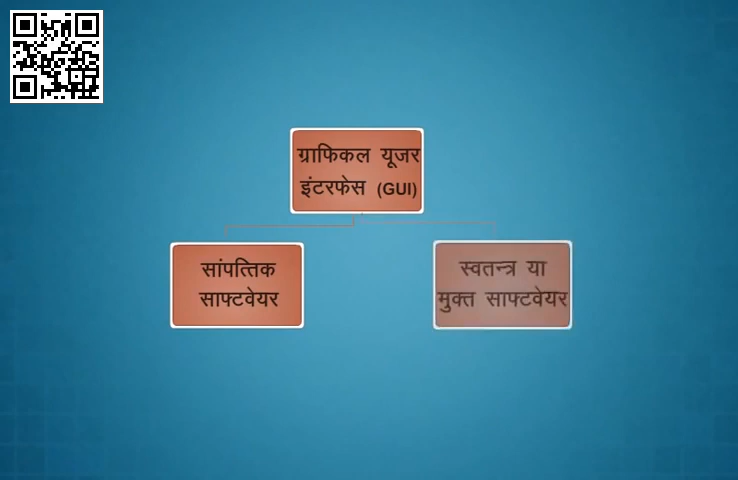 ग्राफिकल यूजर
इंटरफेस (GUI)
सांपत्तिक
साफ्टवेयर
स्वतन्त्र या
मुक्त साफ्टवेयर